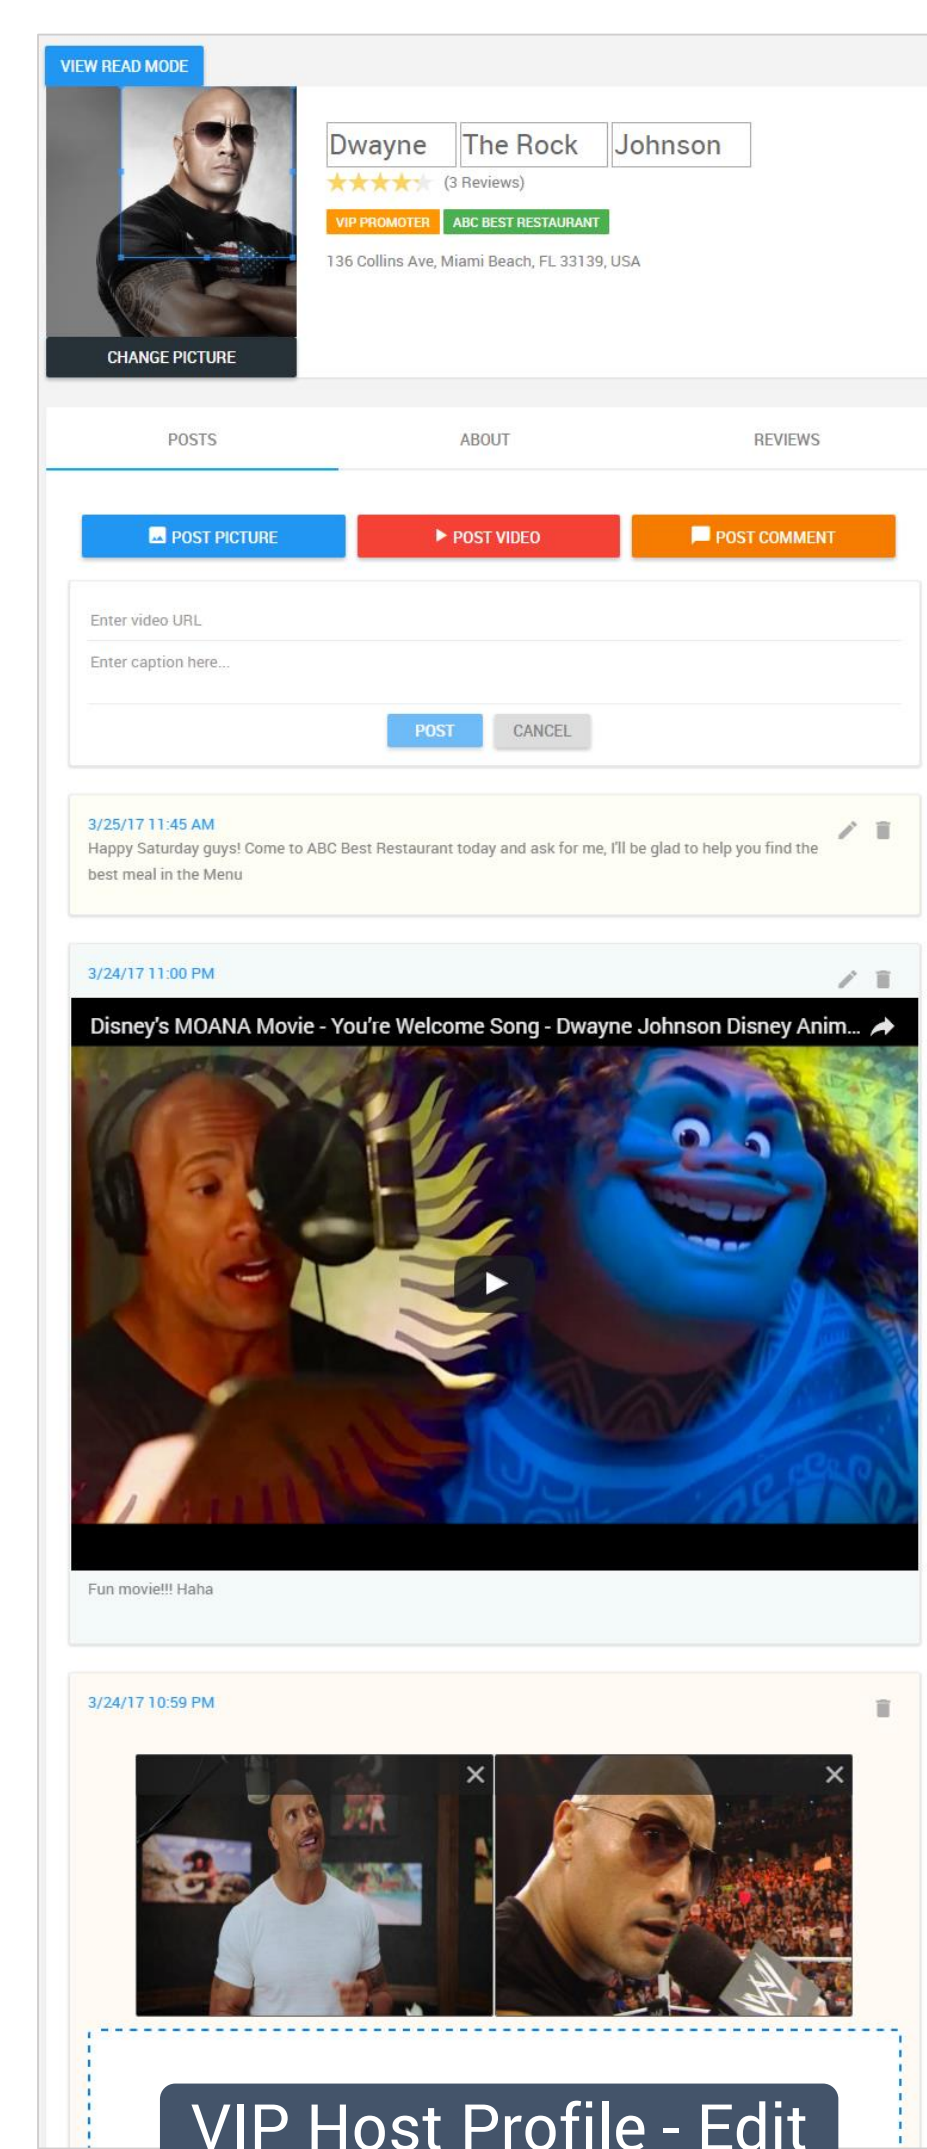 VIEW READ MODE
Dwayne The Rock Johnson
(3 Reviews)
VIP PROMOTER ABC BEST RESTAURANT
136 Collins Ave, Miami Beach, FL 33139, USA
CHANGE PICTURE
POSTS ABOUT REVIEWS
POST PICTURE POST VIDEO POST COMMENT
Enter video URL
Enter caption here...
POST CANCEL
3/25/17 11:45 AM
Happy Saturday guys! Come to ABC Best Restaurant today and ask for me, I'll be glad to help you find the
best meal in the Menu
3/24/17 11:00 PM
Disney's MOANA Movie - You're Welcome Song - Dwayne Johnson Disney Anim...
Fun movie!!! Haha
3/24/17 10:59 PM
W
VIP Host Profile - Edit